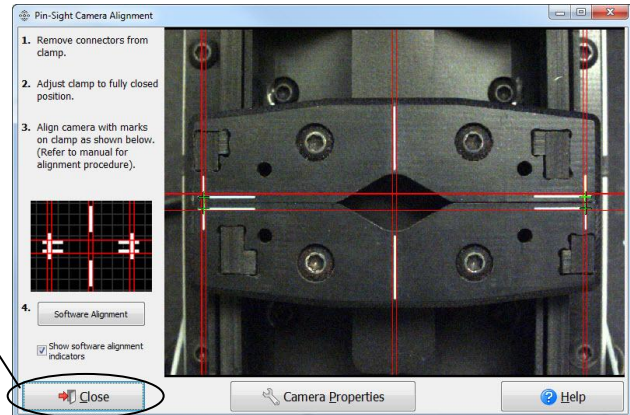 Pin-Sight Camera Alignment
1. Remove connectors from
clamp.
2. Adjust clamp to fully closed
position.
3. Align camera with marks
on clamp as shown below.
(Refer to manual for
alignment procedure).
4. Software Alignment
Show software alignment
indicators
Close
Camera Properties
Help